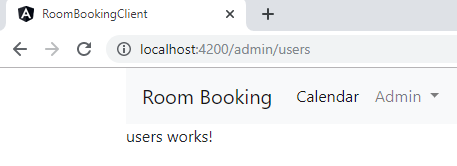 RoomBookingClient
localhost:4200/admin/users
Room Booking Calendar Admin
users works!